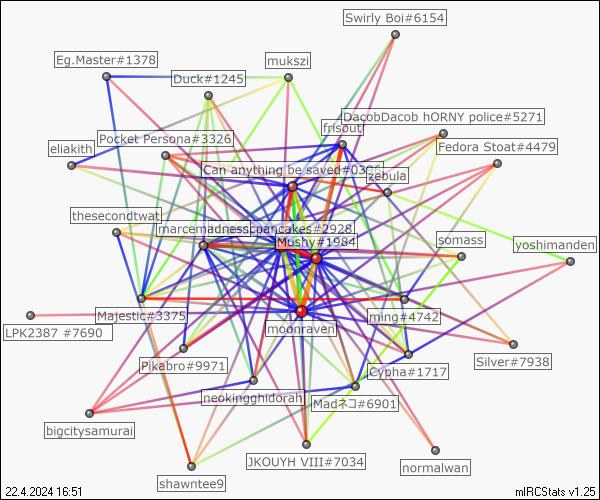 Swirly Boi#6154
Eg.Master#1378
mukszi
Duck#1245
DacobDacob hORNY police#5271
frisout
Pocket Persona#3326
Fedora Stoat#4479
eliakith
Can anything be saved#0
zebula
thesecondtwat
marcemadness
pancakes#2928
Mushy#1984
somass
yoshimanden
Majestic#3375
ming#4742
LPK2387 #7690
moonraven
Pikabro#9971
Cypha#1717
Silver#7938
neokingghidorah
Madネコ#6901
bigcitysamurai
JKOUYH VIII#7034
normalwan
shawntee9
22.4.2024 16:51
mIRCStats v1.25